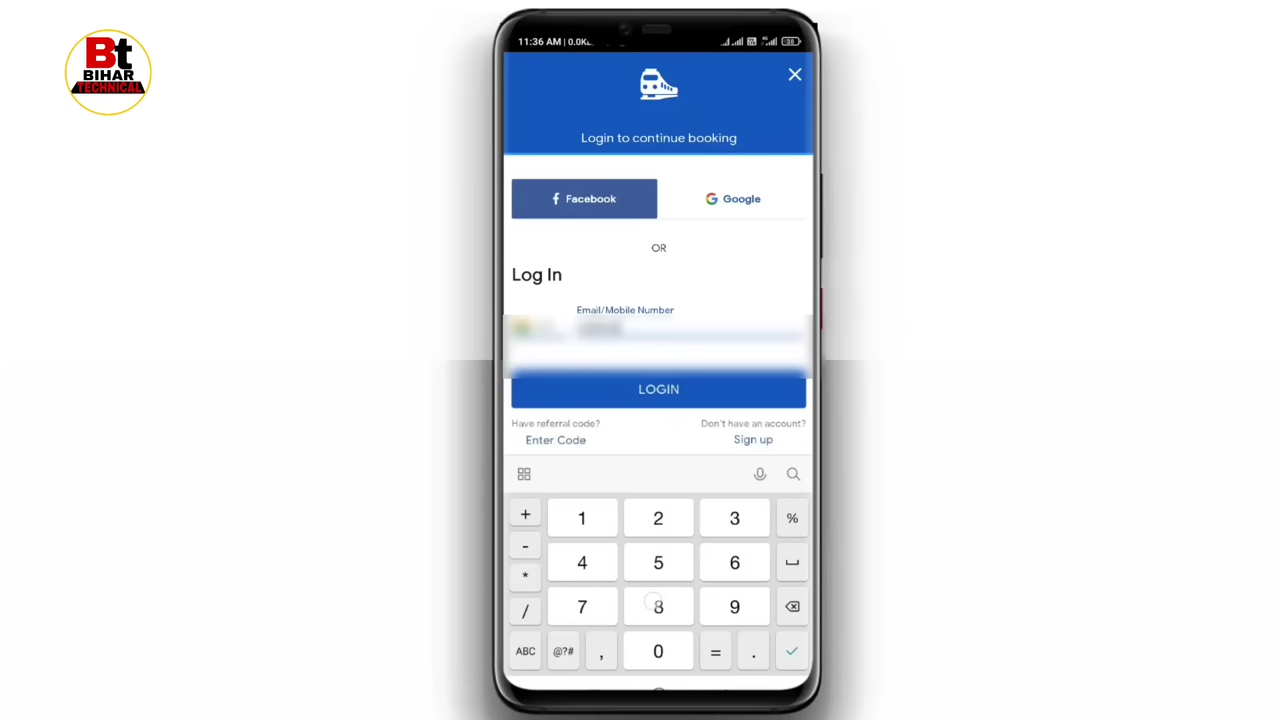 Bt
BIHAR
TECHNICAL
11:36 AM | 0.0K
38
Login to continue booking
Facebook
Google
OR
Log In
Email/Mobile Number
LOGIN
Have referral code?
Don't have an account?
Enter Code
Sign up
+ 1 2 3 %
- 4 5 6
*
/ 7 8 9
ABC @?# , 0 = .